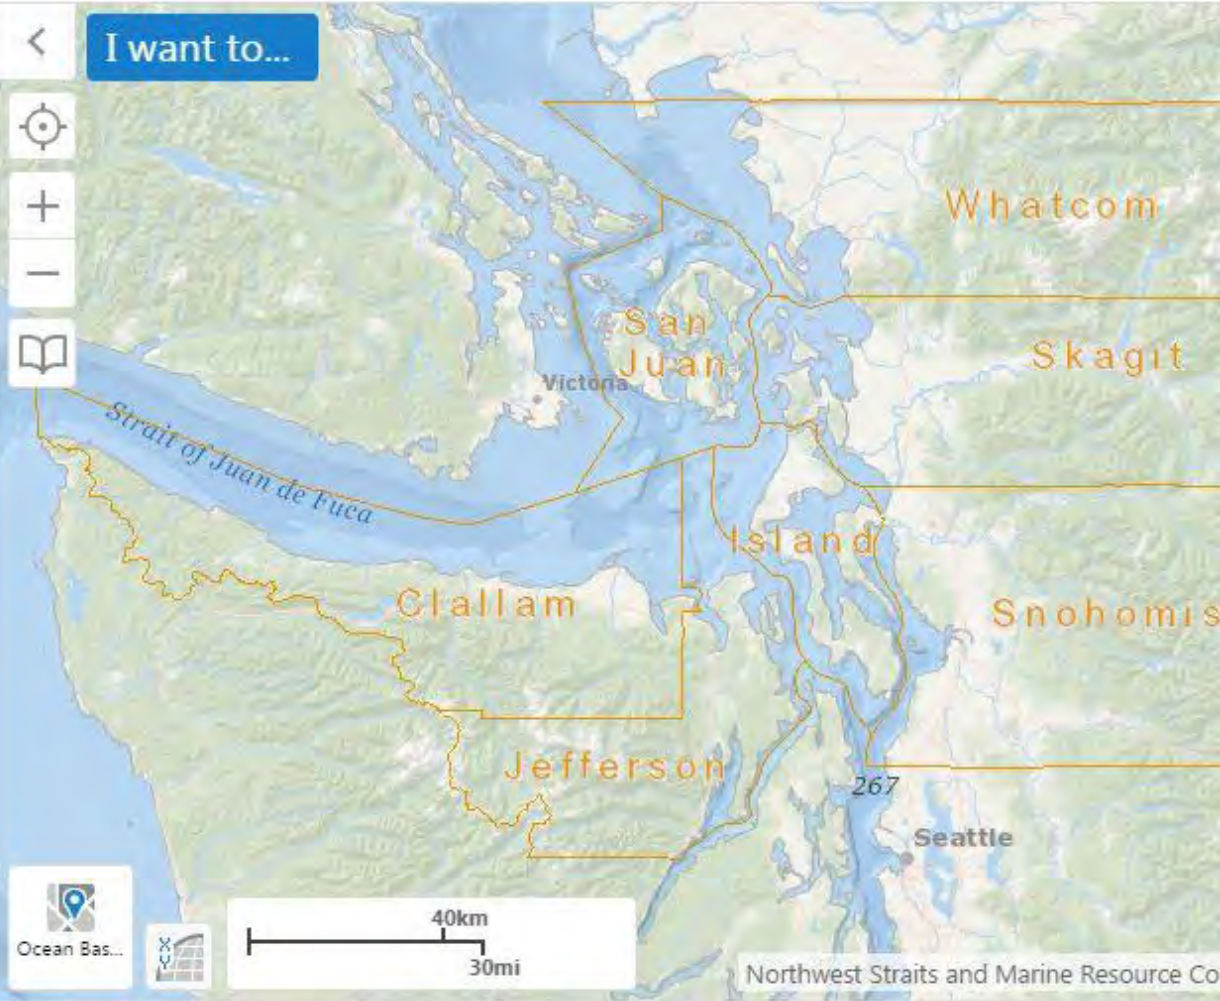 I want to...
Whatcom
San
Juan
Skagit
Victoria
Strait of Juan de Fuca
Island
Clallam
Snohomis
Jefferson
267
Seattle
40km
30mi
Ocean Bas...
X
Y
Northwest Straits and Marine Resource Co